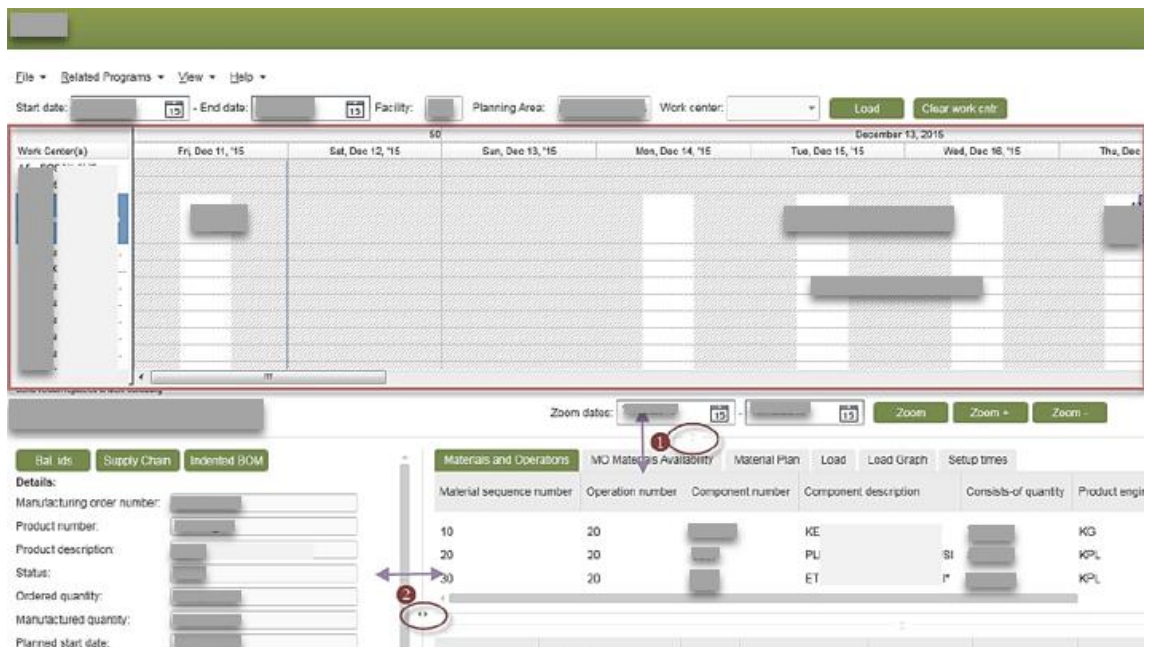 File Related Programs View Help
Start date: 15 - End date: 15 Facility: Planning Area: Work center: Load Clear work cntr
50 December 13, 2015
Work Center(s) Fri, Dec 11, '15 Sat, Dec 12, '15 Sun, Dec 13, '15 Mon, Dec 14, '15 Tue, Dec 15, '15 Wed, Dec 16, '15 Thu, Dec
Zoom dates: 15 - 15 Zoom Zoom + Zoom -
1
Bal. ids Supply Chain Indented BOM
Materials and Operations MO Materials Availability Material Plan Load Load Graph Setup times
Details:
Manufacturing order number:
Material sequence number Operation number Component number Component description Consists-of quantity Product engin
Product number:
10 20 KE KG
Product description:
20 20 PL SI KPL
Status:
30 20 ET KPL
Ordered quantity:
2
Manufactured quantity:
Planned start date: